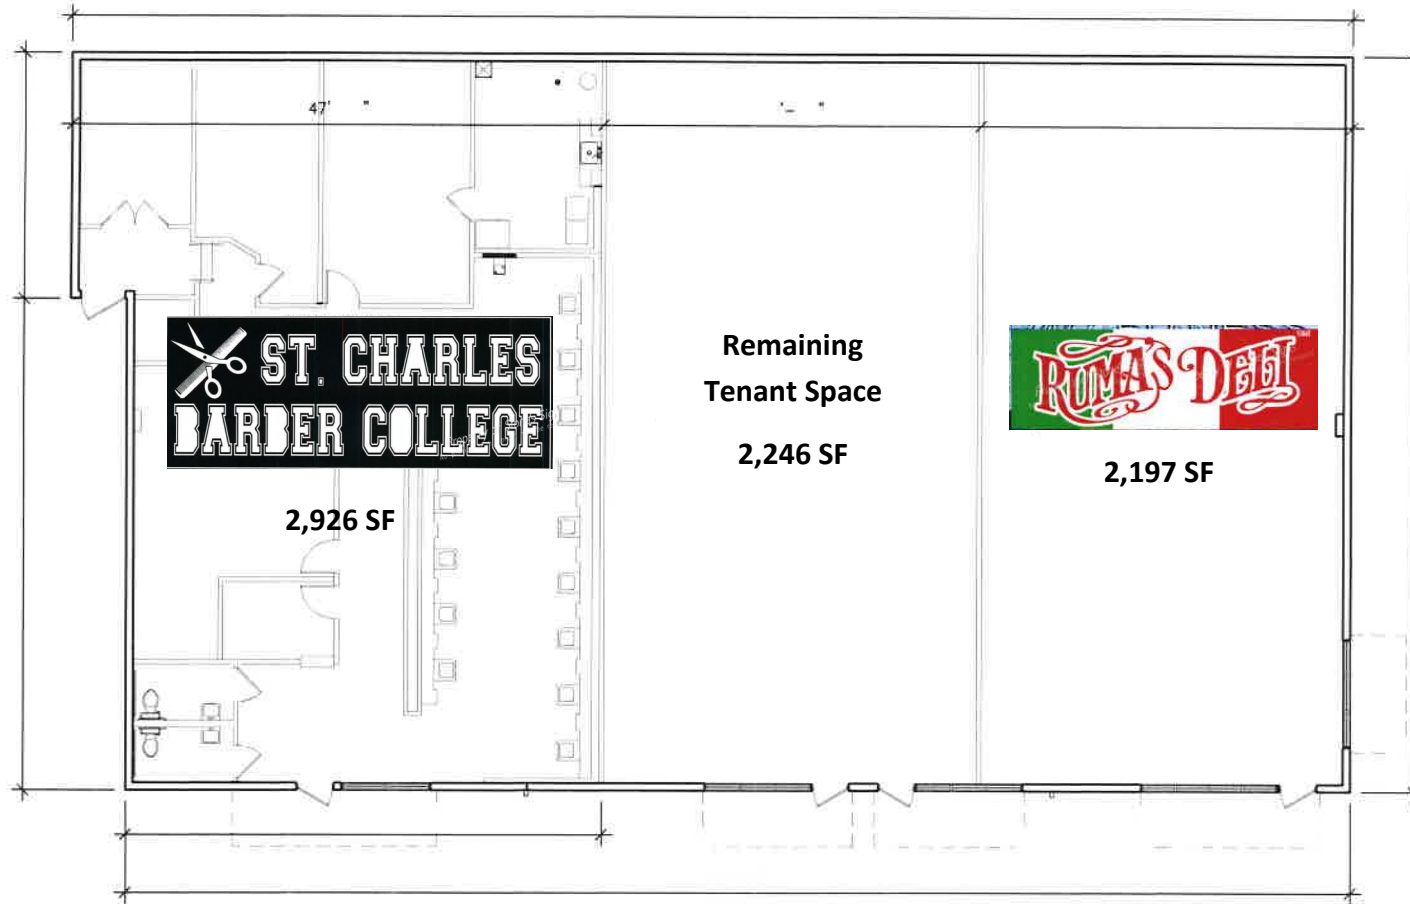 47' "
'_ "
ST. CHARLES
BARBER COLLEGE
2,926 SF
Remaining
Tenant Space
2,246 SF
RUMA'S DELI
2,197 SF